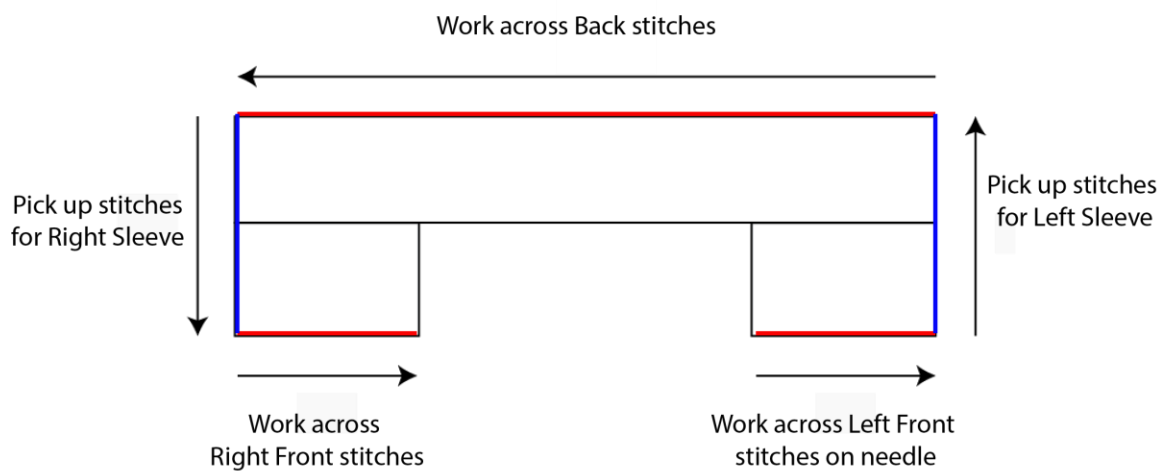 Work across Back stitches
Pick up stitches
for Right Sleeve
Pick up stitches
for Left Sleeve
Work across
Right Front stitches
Work across Left Front
stitches on needle